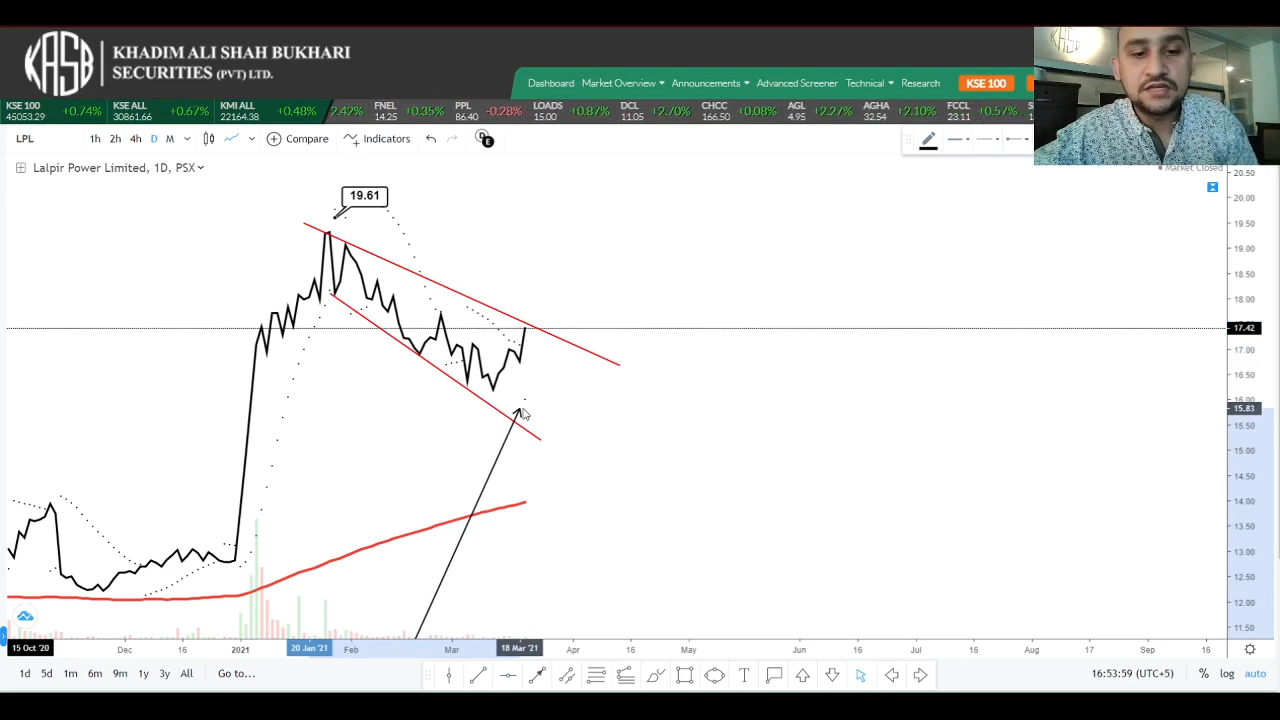 KASB
KHADIM ALI SHAH BUKHARI
SECURITIES (PVT) LTD.
Dashboard Market Overview Announcements Advanced Screener Technical Research KSE 100
KSE 100 +0.74% KSE ALL +0.67% KMI ALL +0.48% 2.42% FNEL +0.35% PPL -0.28% LOADS +0.87% DCL +2.70% CHCC +0.08% AGL +2.27% AGHA +2.10% FCCL +0.57%
45053.29 30861.66 22164.38 14.25 86.40 15.00 11.05 166.50 4.95 32.54 23.11
LPL 1h 2h 4h D M Compare Indicators
Lalpir Power Limited, 1D, PSX
Market Closed
20.50
20.00
19.61
19.50
19.00
18.50
18.00
17.42
17.00
16.50
16.00
15.83
15.50
15.00
14.50
14.00
13.50
13.00
12.50
12.00
11.50
15 Oct '20 Dec 16 2021 20 Jan '21 Feb Mar 18 Mar '21 Apr 16 May Jun 16 Jul 16 Aug 17 Sep 16
1d 5d 1m 3m 6m 9m 1y 3y All Go to... T 16:53:59 (UTC+5) % log auto